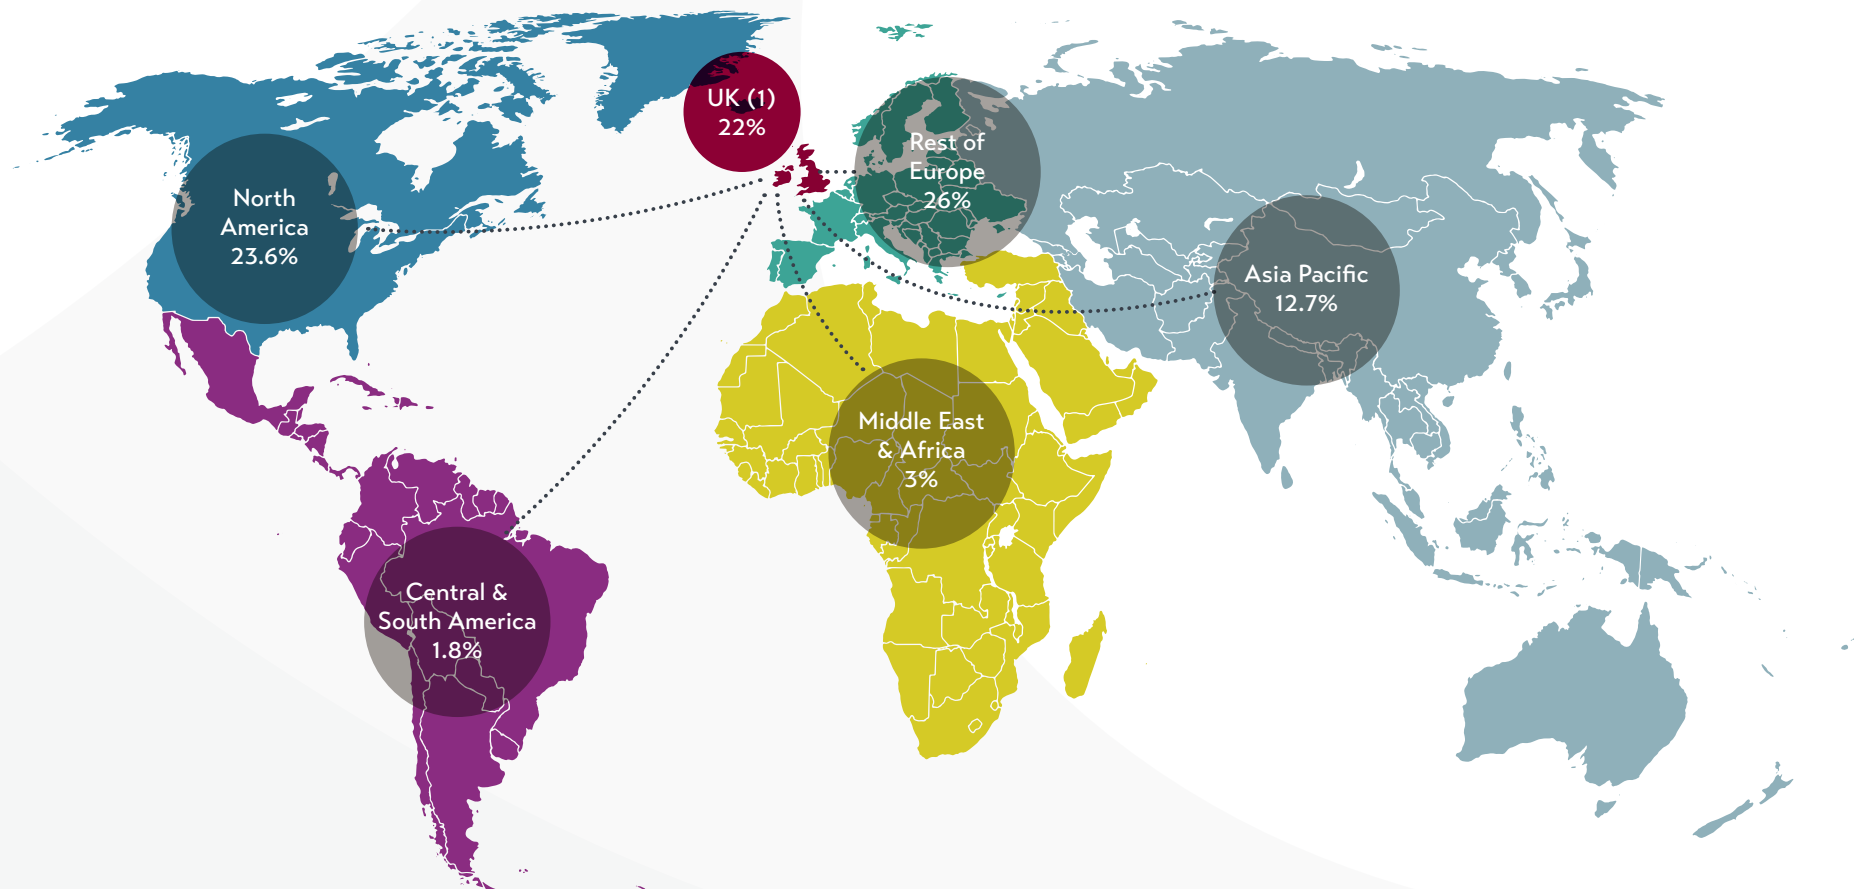 UK (1)
22%
Rest of
Europe
26%
North
America
23.6%
Asia Pacific
12.7%
Middle East
& Africa
3%
Central &
South America
1.8%